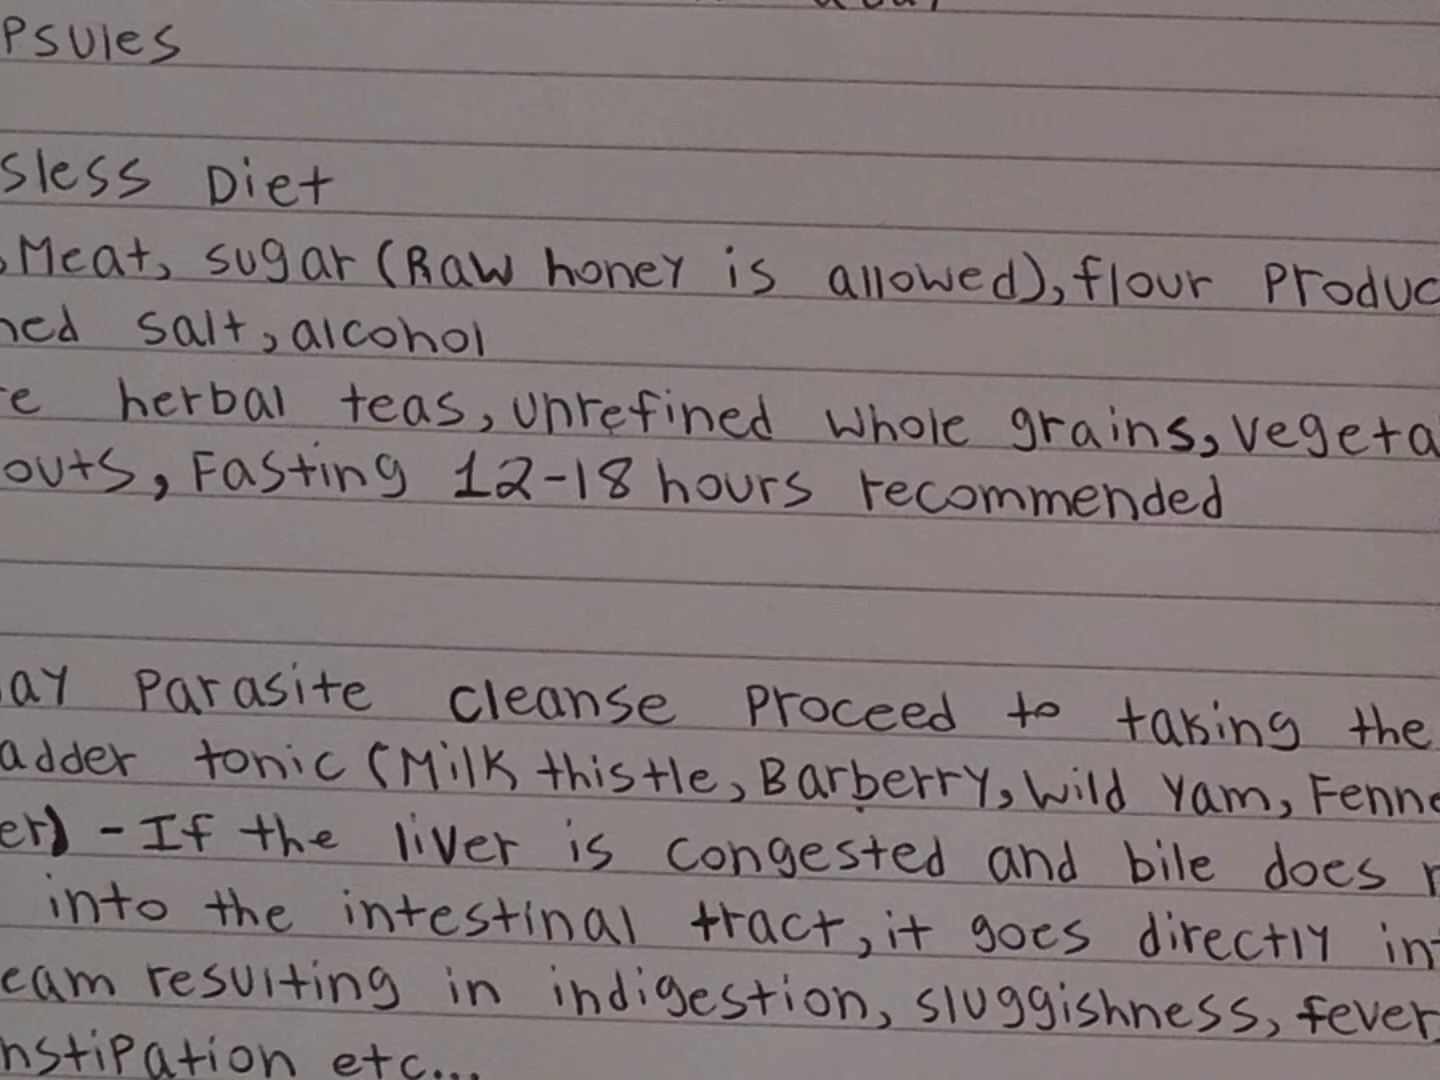 psules
sless Diet
Meat, sugar (Raw honey is allowed), flour Produc
ned salt, alcohol
e herbal teas, unrefined whole grains, vegeta
outs, Fasting 12-18 hours recommended
ay Parasite cleanse proceed to taking the
adder tonic (Milk thistle, Barberry, Wild Yam, Fenne
er) - If the liver is congested and bile does n
into the intestinal tract, it goes directly int
eam resulting in indigestion, sluggishness, fever,
nstipation etc...